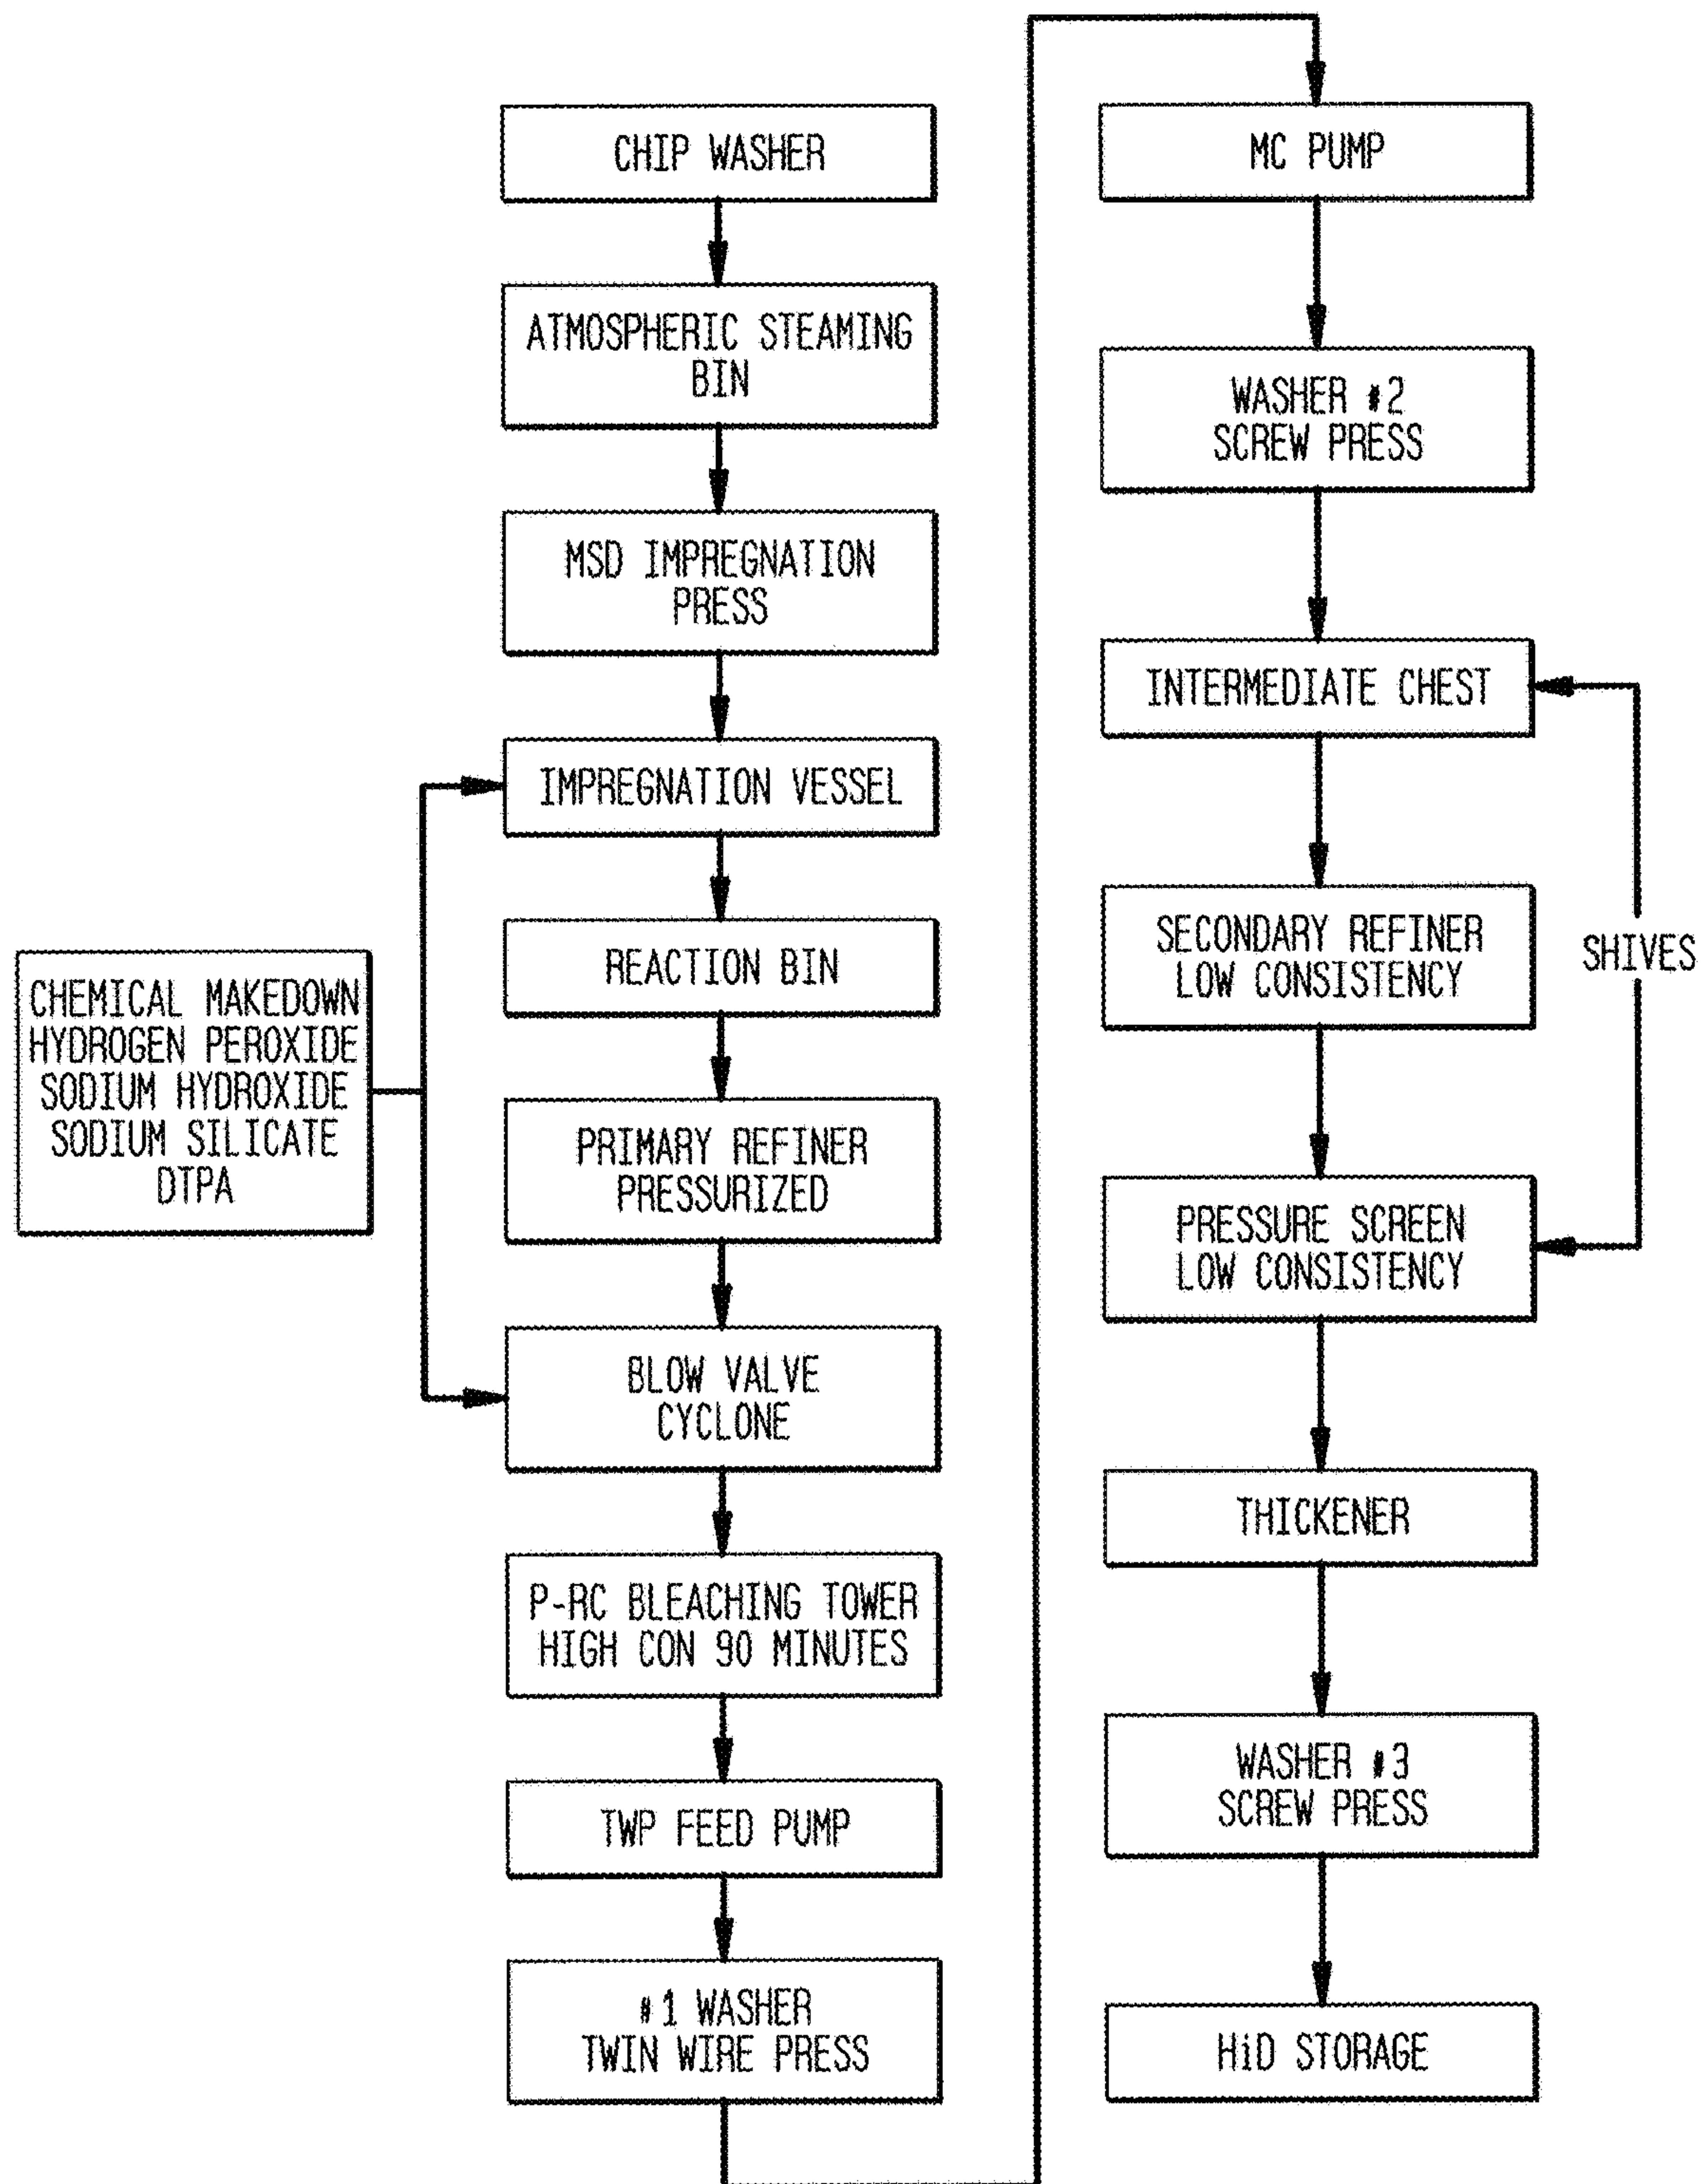 CHIP WASHER
ATMOSPHERIC STEAMING
BIN
MSD IMPREGNATION
PRESS
IMPREGNATION VESSEL
REACTION BIN
CHEMICAL MAKEDOWN
HYDROGEN PEROXIDE
SODIUM HYDROXIDE
SODIUM SILICATE
DTPA
PRIMARY REFINER
PRESSURIZED
BLOW VALVE
CYCLONE
P-RC BLEACHING TOWER
HIGH CON 90 MINUTES
TWP FEED PUMP
#1 WASHER
TWIN WIRE PRESS
MC PUMP
WASHER #2
SCREW PRESS
INTERMEDIATE CHEST
SECONDARY REFINER
LOW CONSISTENCY
SHIVES
PRESSURE SCREEN
LOW CONSISTENCY
THICKENER
WASHER #3
SCREW PRESS
HiD STORAGE